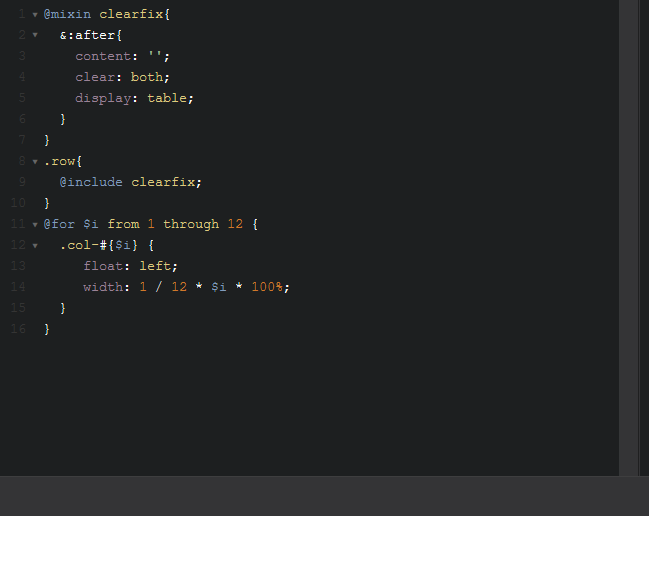 1 @mixin clearfix{
2 &:after{
3 content: '';
4 clear: both;
5 display: table;
6 }
7 }
8 .row{
9 @include clearfix;
10 }
11 @for $i from 1 through 12 {
12 .col-#{$i} {
13 float: left;
14 width: 1 / 12 * $i * 100%;
15 }
16 }